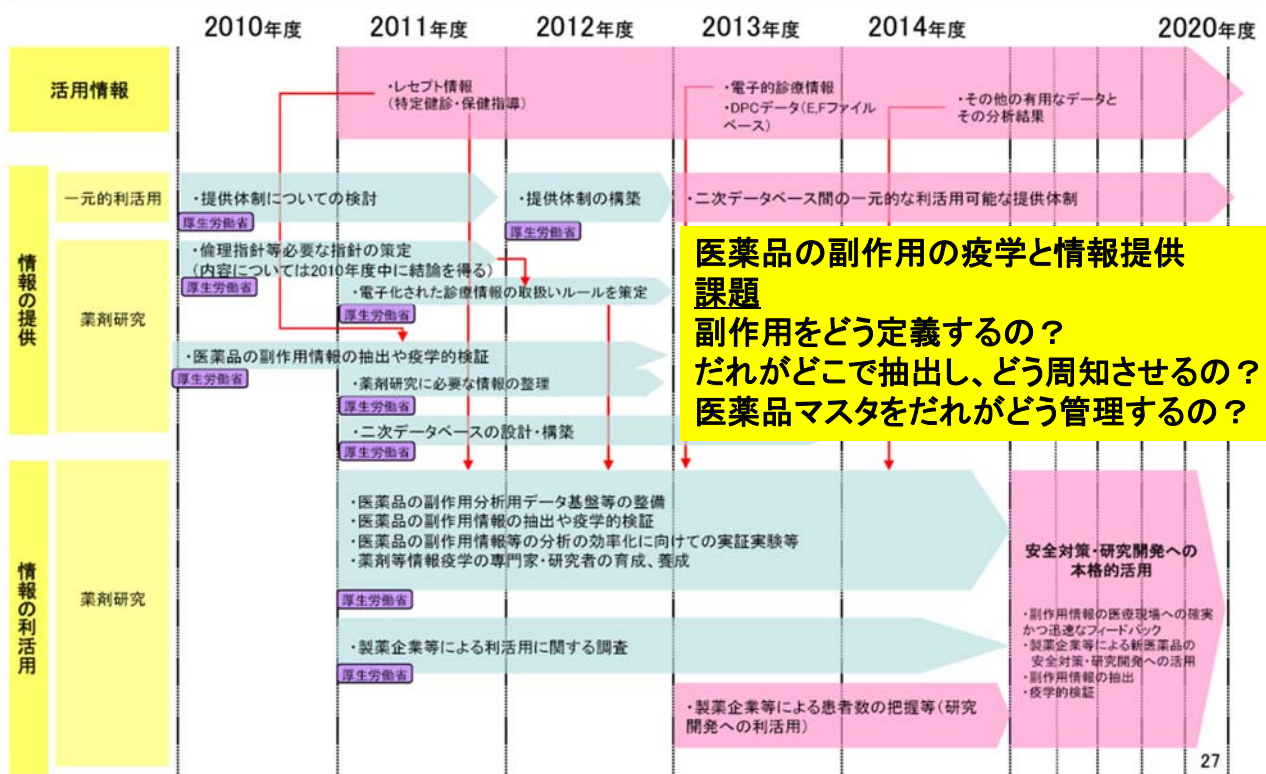 2010年度
2011年度
2012年度
2013年度
2014年度
2020年度
活用情報
・レセプト情報
(特定健診・保健指導)
・電子的診療情報
・DPCデータ(E,Fファイル
ベース)
・その他の有用なデータと
その分析結果
情報の提供
一元的利活用
・提供体制についての検討
厚生労働省
・提供体制の構築
厚生労働省
・二次データベース間の一元的な利活用可能な提供体制
薬剤研究
・倫理指針等必要な指針の策定
(内容については2010年度中に結論を得る)
厚生労働省
・電子化された診療情報の取扱いルールを策定
厚生労働省
・医薬品の副作用情報の抽出や疫学的検証
厚生労働省
・薬剤研究に必要な情報の整理
厚生労働省
・二次データベースの設計・構築
厚生労働省
医薬品の副作用の疫学と情報提供
課題
副作用をどう定義するの？
だれがどこで抽出し、どう周知させるの？
医薬品マスタをだれがどう管理するの？
情報の利活用
薬剤研究
・医薬品の副作用分析用データ基盤等の整備
・医薬品の副作用情報の抽出や疫学的検証
・医薬品の副作用情報等の分析の効率化に向けての実証実験等
・薬剤等情報疫学の専門家・研究者の育成、養成
厚生労働省
・製薬企業等による利活用に関する調査
厚生労働省
・製薬企業等による患者数の把握等(研究
開発への利活用)
安全対策・研究開発への
本格的活用
・副作用情報の医療現場への確実
かつ迅速なフィードバック
・製薬企業等による新医薬品の
安全対策・研究開発への活用
・副作用情報の抽出
・疫学的検証
27